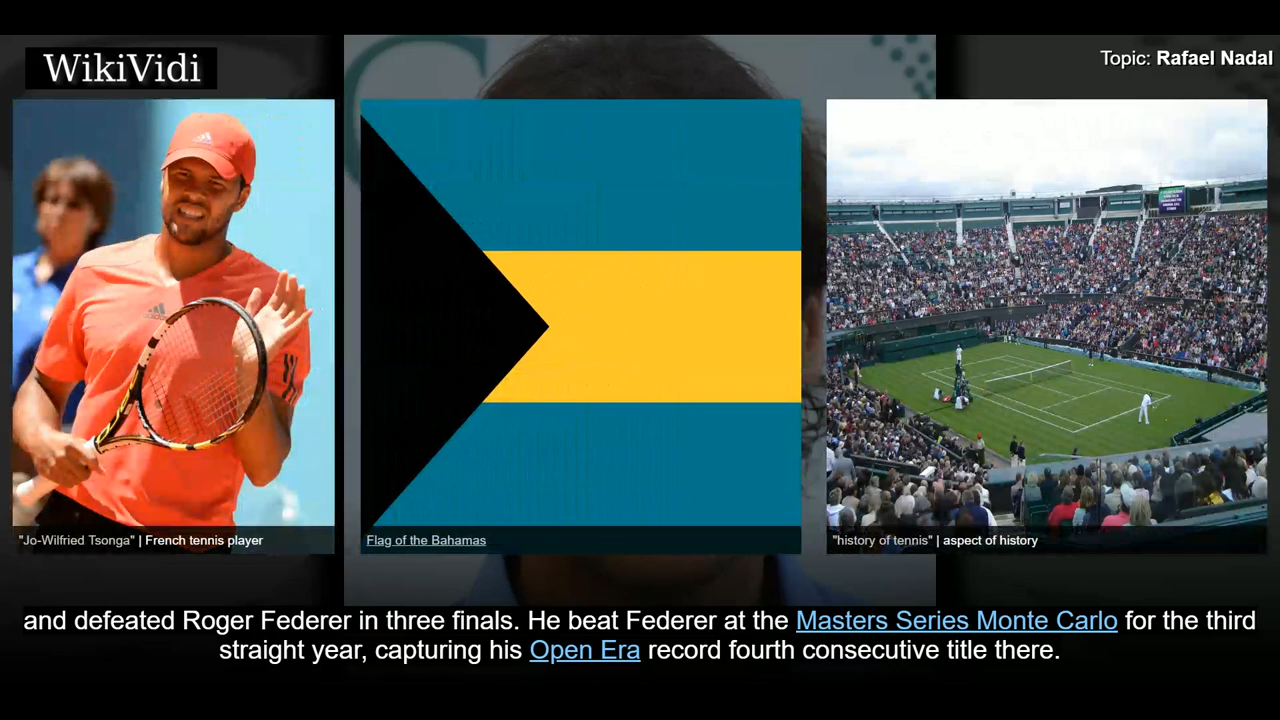 WikiVidi
Topic: Rafael Nadal
"Jo-Wilfried Tsonga" | French tennis player
Flag of the Bahamas
"history of tennis" | aspect of history
and defeated Roger Federer in three finals. He beat Federer at the Masters Series Monte Carlo for the third
straight year, capturing his Open Era record fourth consecutive title there.